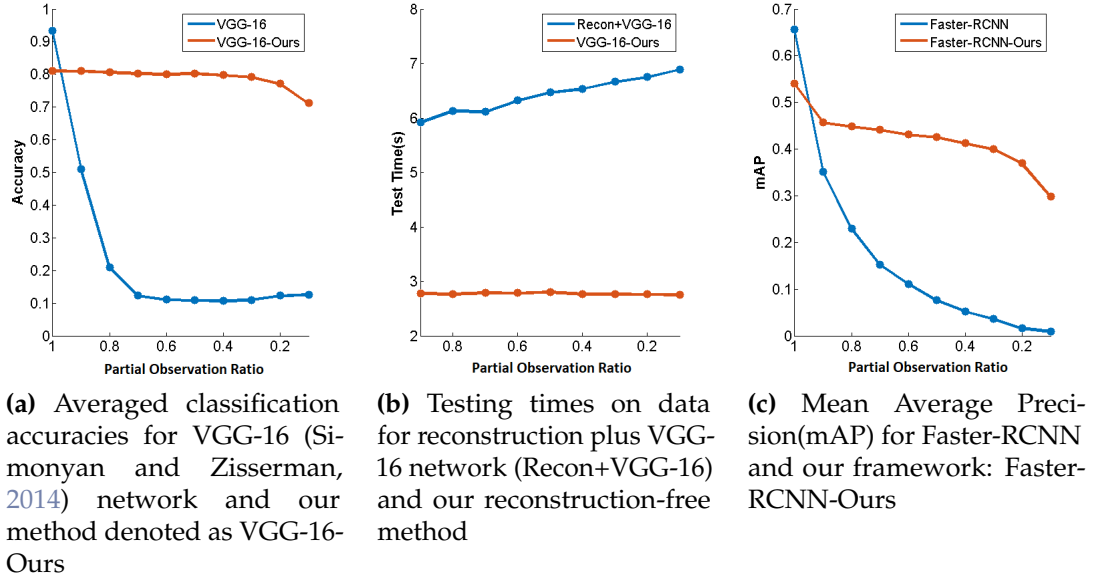 VGG-16
VGG-16-Ours
1
0.9
0.8
0.7
0.6
0.5
0.4
0.3
0.2
0.1
0
Accuracy
1 0.8 0.6 0.4 0.2
Partial Observation Ratio
Recon+VGG-16
VGG-16-Ours
8
7
6
5
4
3
2
Test Time(s)
0.8 0.6 0.4 0.2
Partial Observation Ratio
Faster-RCNN
Faster-RCNN-Ours
0.7
0.6
0.5
0.4
0.3
0.2
0.1
0
mAP
1 0.8 0.6 0.4 0.2
Partial Observation Ratio
(a) Averaged classification
accuracies for VGG-16 (Si-
monyan and Zisserman,
2014) network and our
method denoted as VGG-16-
Ours
(b) Testing times on data
for reconstruction plus VGG-
16 network (Recon+VGG-16)
and our reconstruction-free
method
(c) Mean Average Preci-
sion(mAP) for Faster-RCNN
and our framework: Faster-
RCNN-Ours